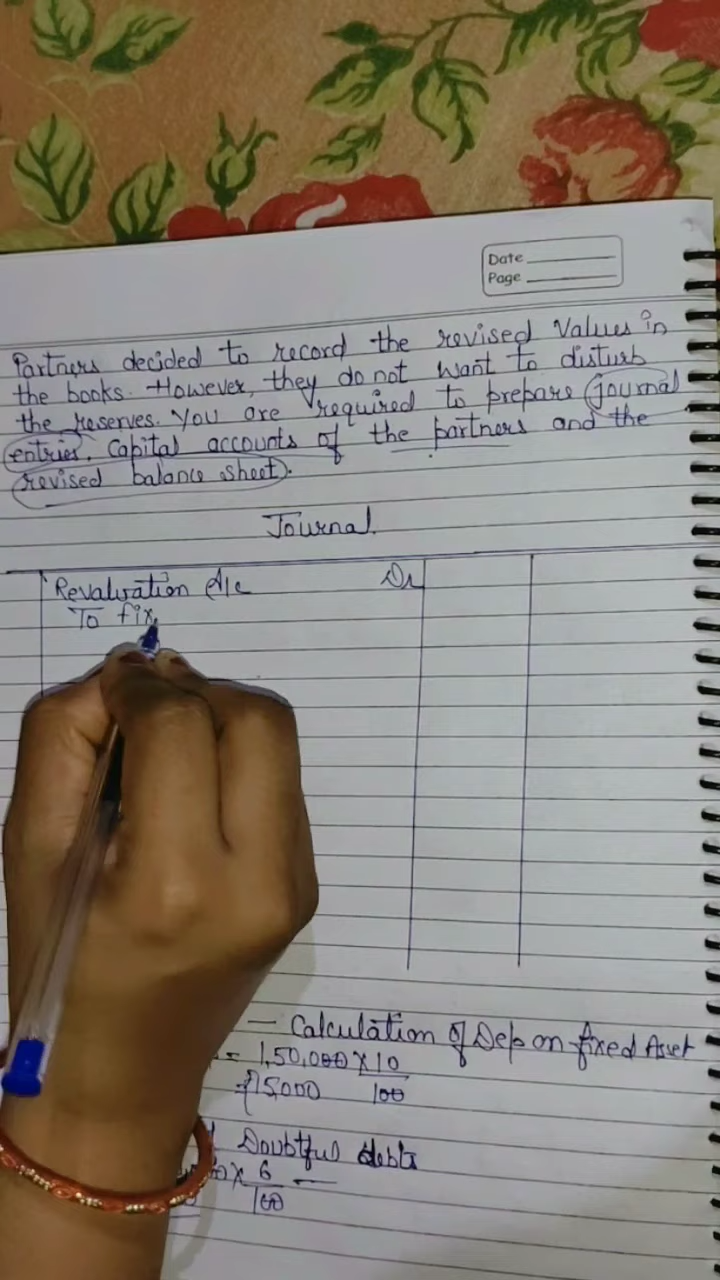 Date
Page
Partners decided to record the revised Values in
the books. However, they do not want to disturb
the reserves. You are required to prepare journal
entries, Capital accounts of the partners and the
revised balance sheet.
Journal
Revaluation A/c Dr
To fix
— Calculation of Dep on fixed Asset
= 1,50,000 × 10
100
= ₹15,000
Doubtful debts
0 × 6
100